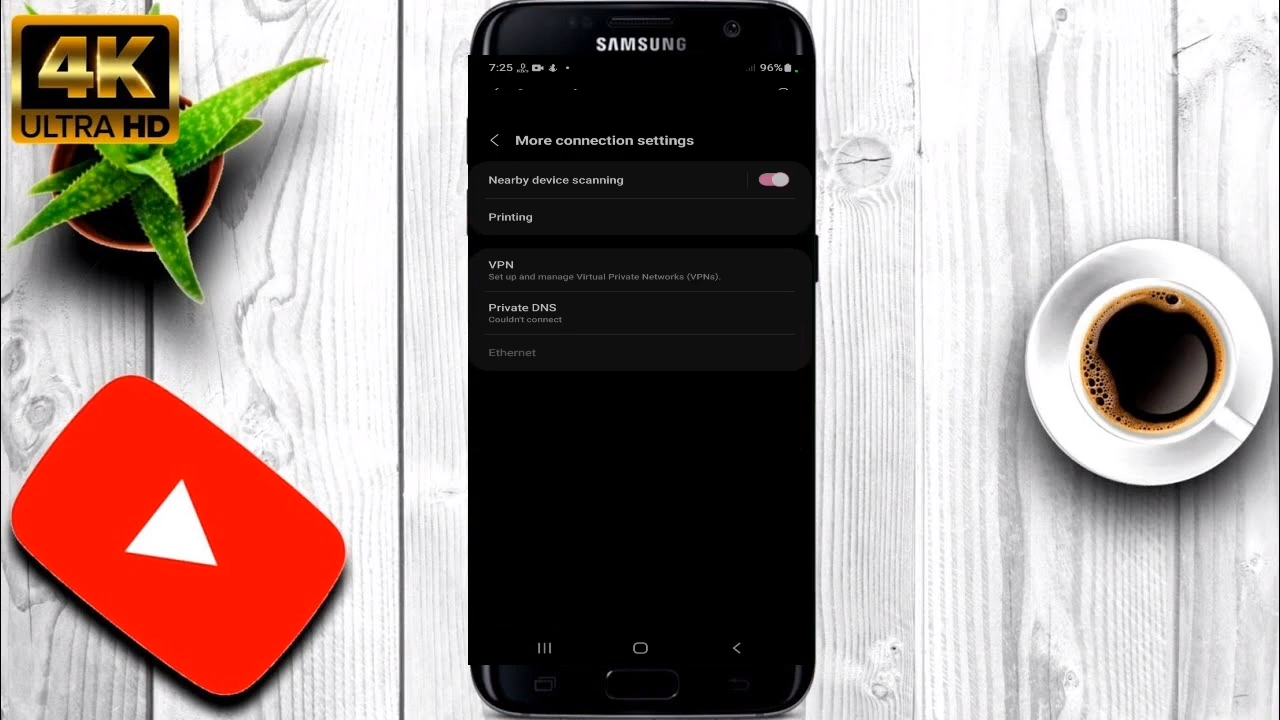 4K
ULTRA HD
SAMSUNG
7:25
96%
More connection settings
Nearby device scanning
Printing
VPN
Set up and manage Virtual Private Networks (VPNs).
Private DNS
Couldn't connect
Ethernet